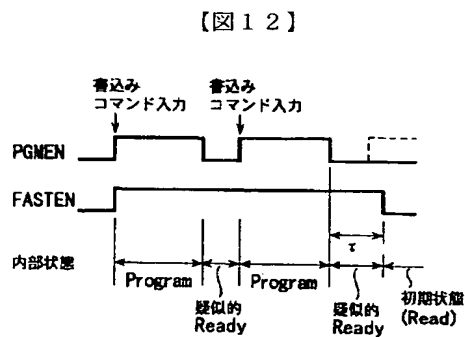 【図１２】
書込み
コマンド入力
書込み
コマンド入力
PGMEN
FASTEN
τ
内部状態
Program
疑似的
Ready
Program
疑似的
Ready
初期状態
(Read)